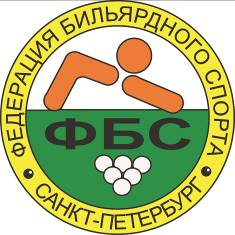 ФЕДЕРАЦИЯ БИЛЬЯРДНОГО СПОРТА
ФБС
• САНКТ-ПЕТЕРБУРГ •